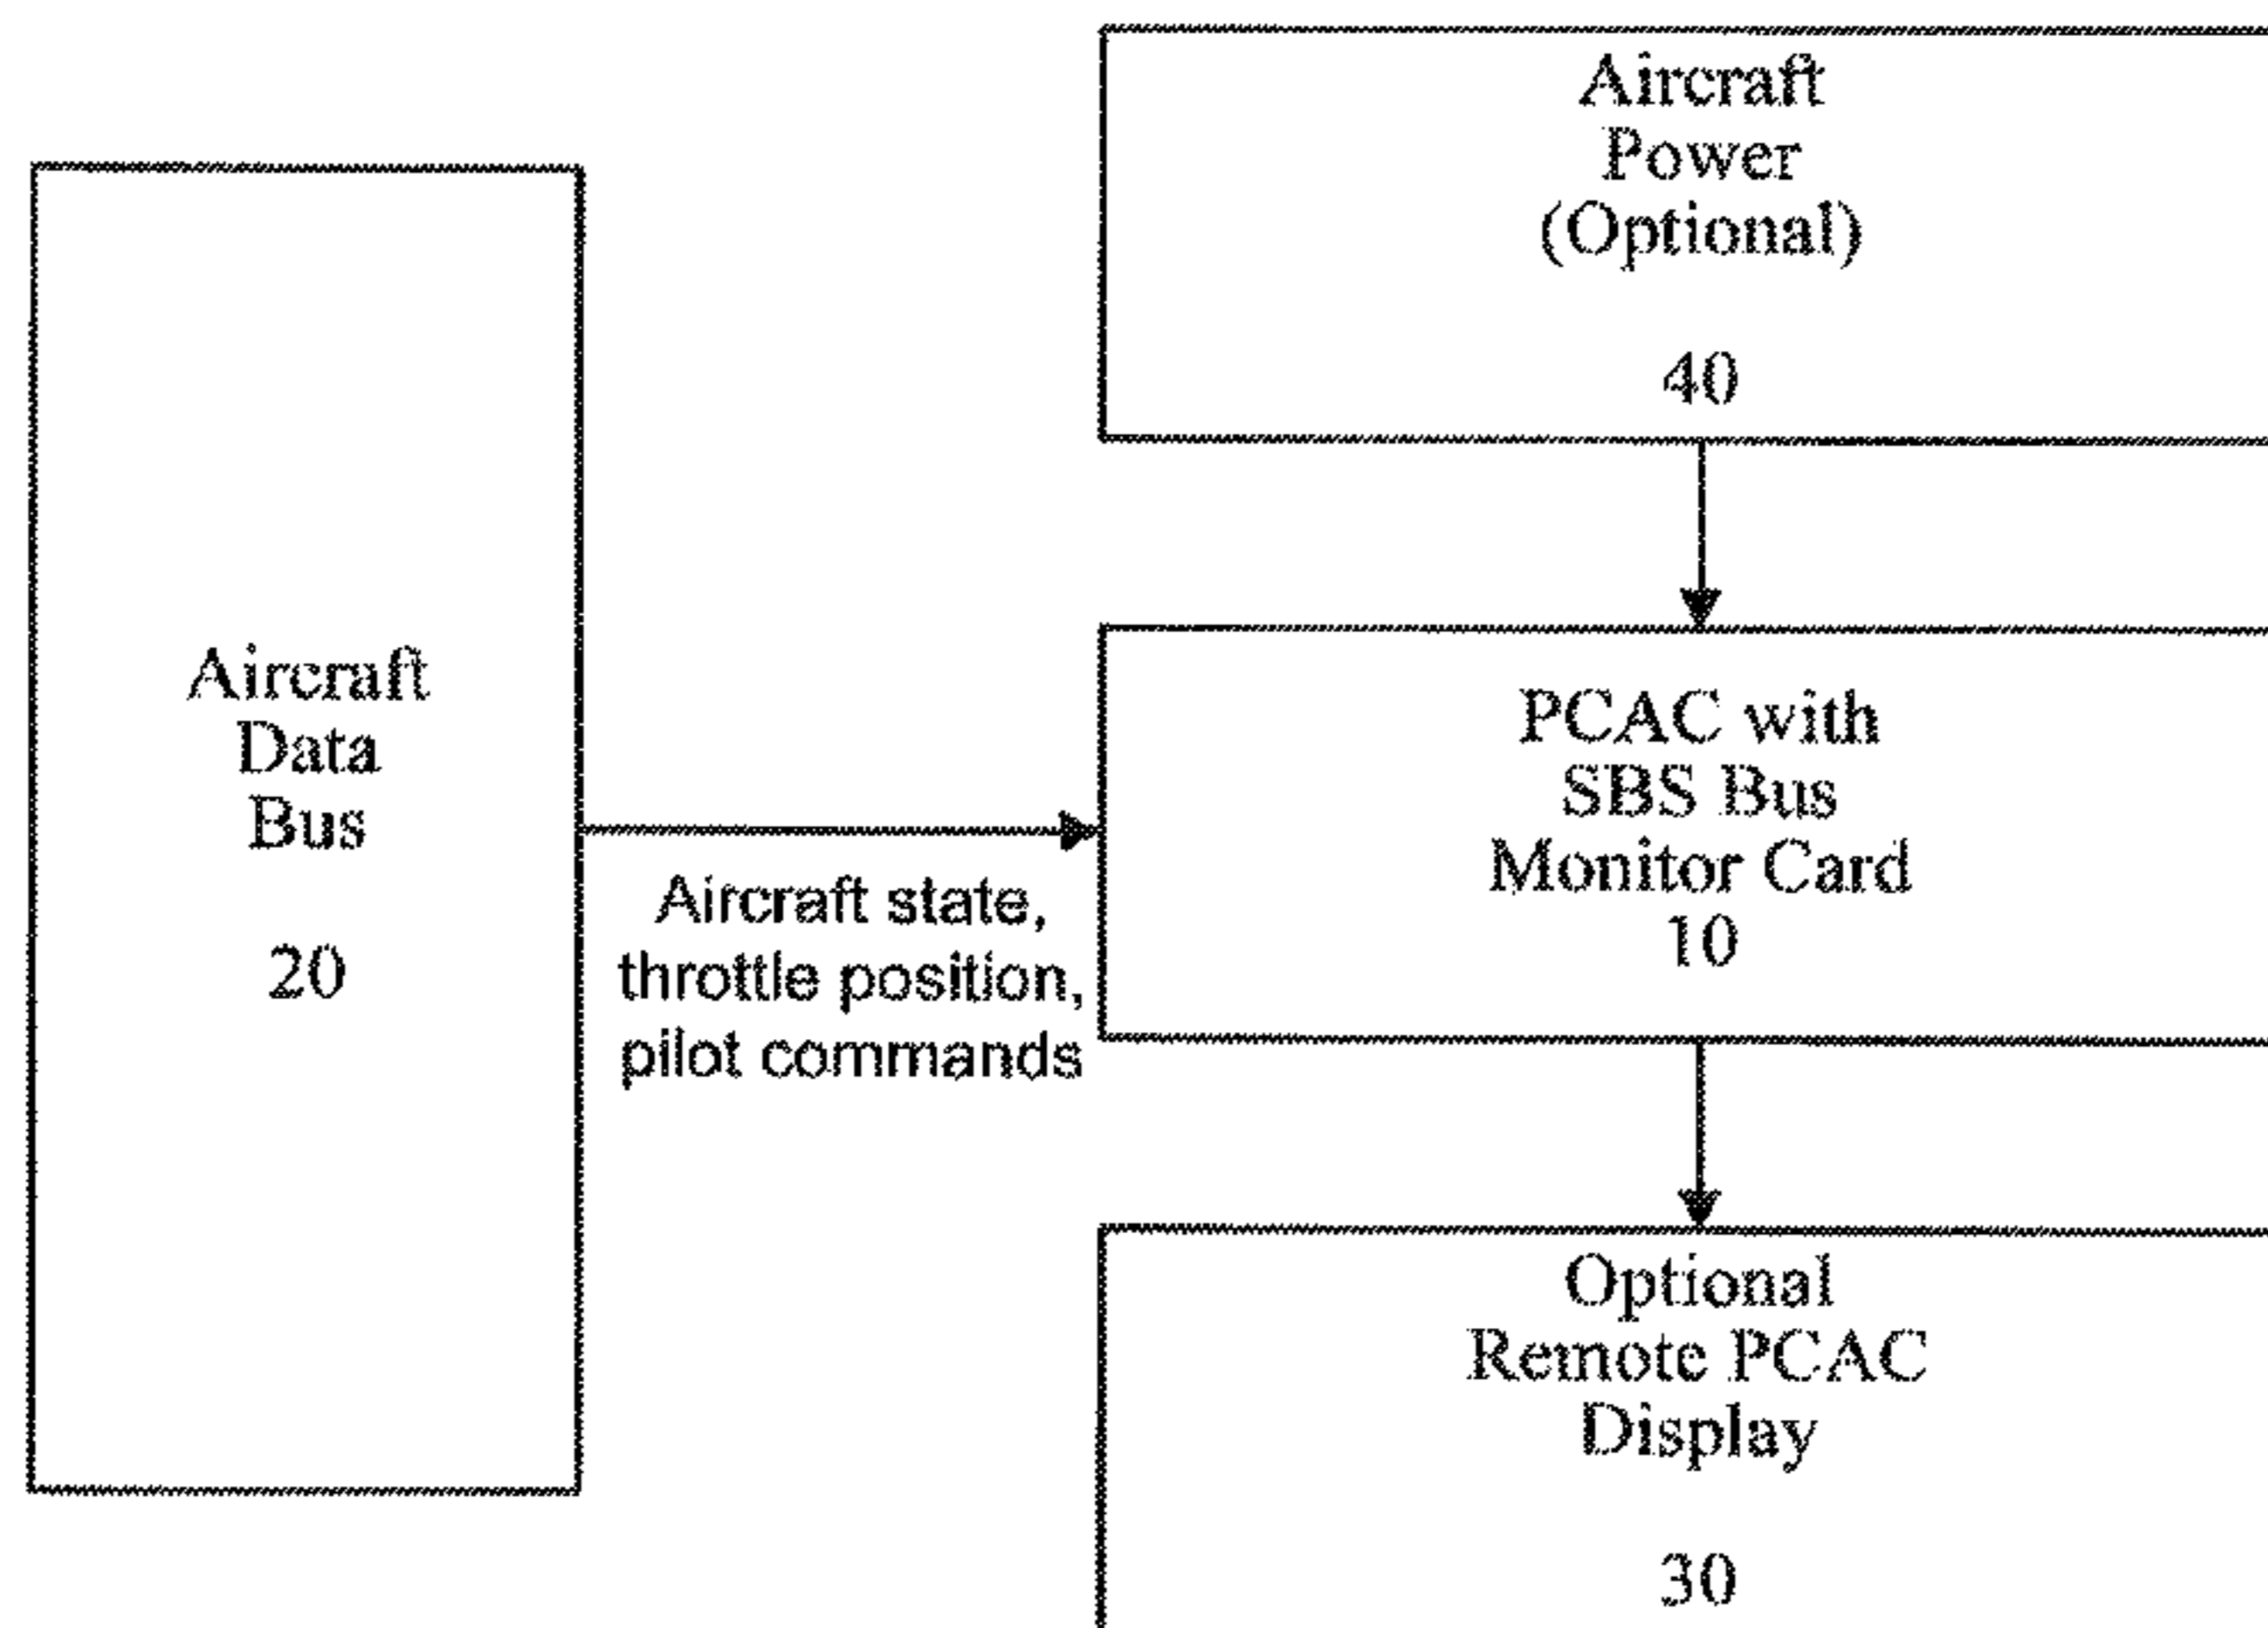 Aircraft
Power
(Optional)
40
Aircraft
Data
Bus
20
Aircraft state,
throttle position,
pilot commands
PCAC with
SBS Bus
Monitor Card
10
Optional
Remote PCAC
Display
30